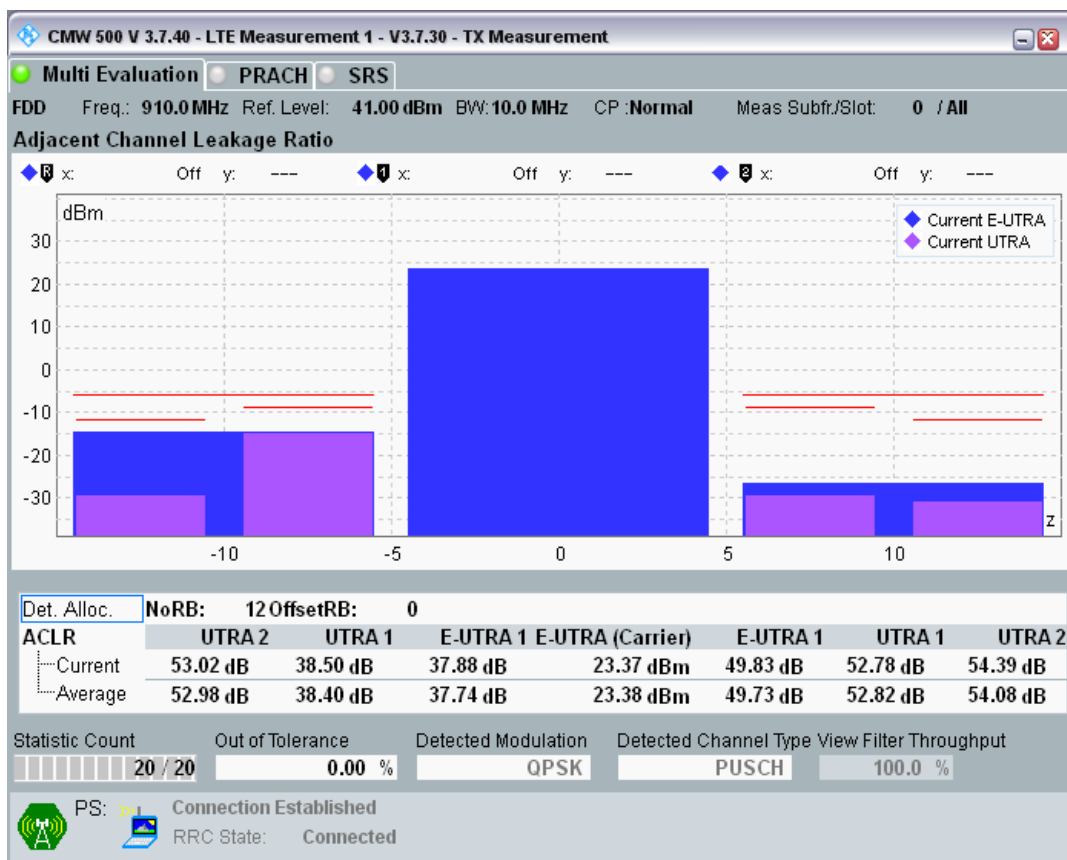 CMW 500 V 3.7.40 - LTE Measurement 1 - V3.7.30 - TX Measurement
Multi Evaluation PRACH SRS
FDD Freq.: 910.0 MHz Ref. Level: 41.00 dBm BW: 10.0 MHz CP :Normal Meas Subfr./Slot: 0 / All
Adjacent Channel Leakage Ratio
R x: Off y: --- 1 x: Off y: --- 2 x: Off y: ---
dBm
Current E-UTRA
Current UTRA
30
20
10
0
-10
-20
-30
z
-10 -5 0 5 10
Det. Alloc. NoRB: 12 OffsetRB: 0
ACLR UTRA 2 UTRA 1 E-UTRA 1 E-UTRA (Carrier) E-UTRA 1 UTRA 1 UTRA 2
Current 53.02 dB 38.50 dB 37.88 dB 23.37 dBm 49.83 dB 52.78 dB 54.39 dB
Average 52.98 dB 38.40 dB 37.74 dB 23.38 dBm 49.73 dB 52.82 dB 54.08 dB
Statistic Count Out of Tolerance Detected Modulation Detected Channel Type View Filter Throughput
20 / 20 0.00 % QPSK PUSCH 100.0 %
PS: Connection Established
RRC State: Connected